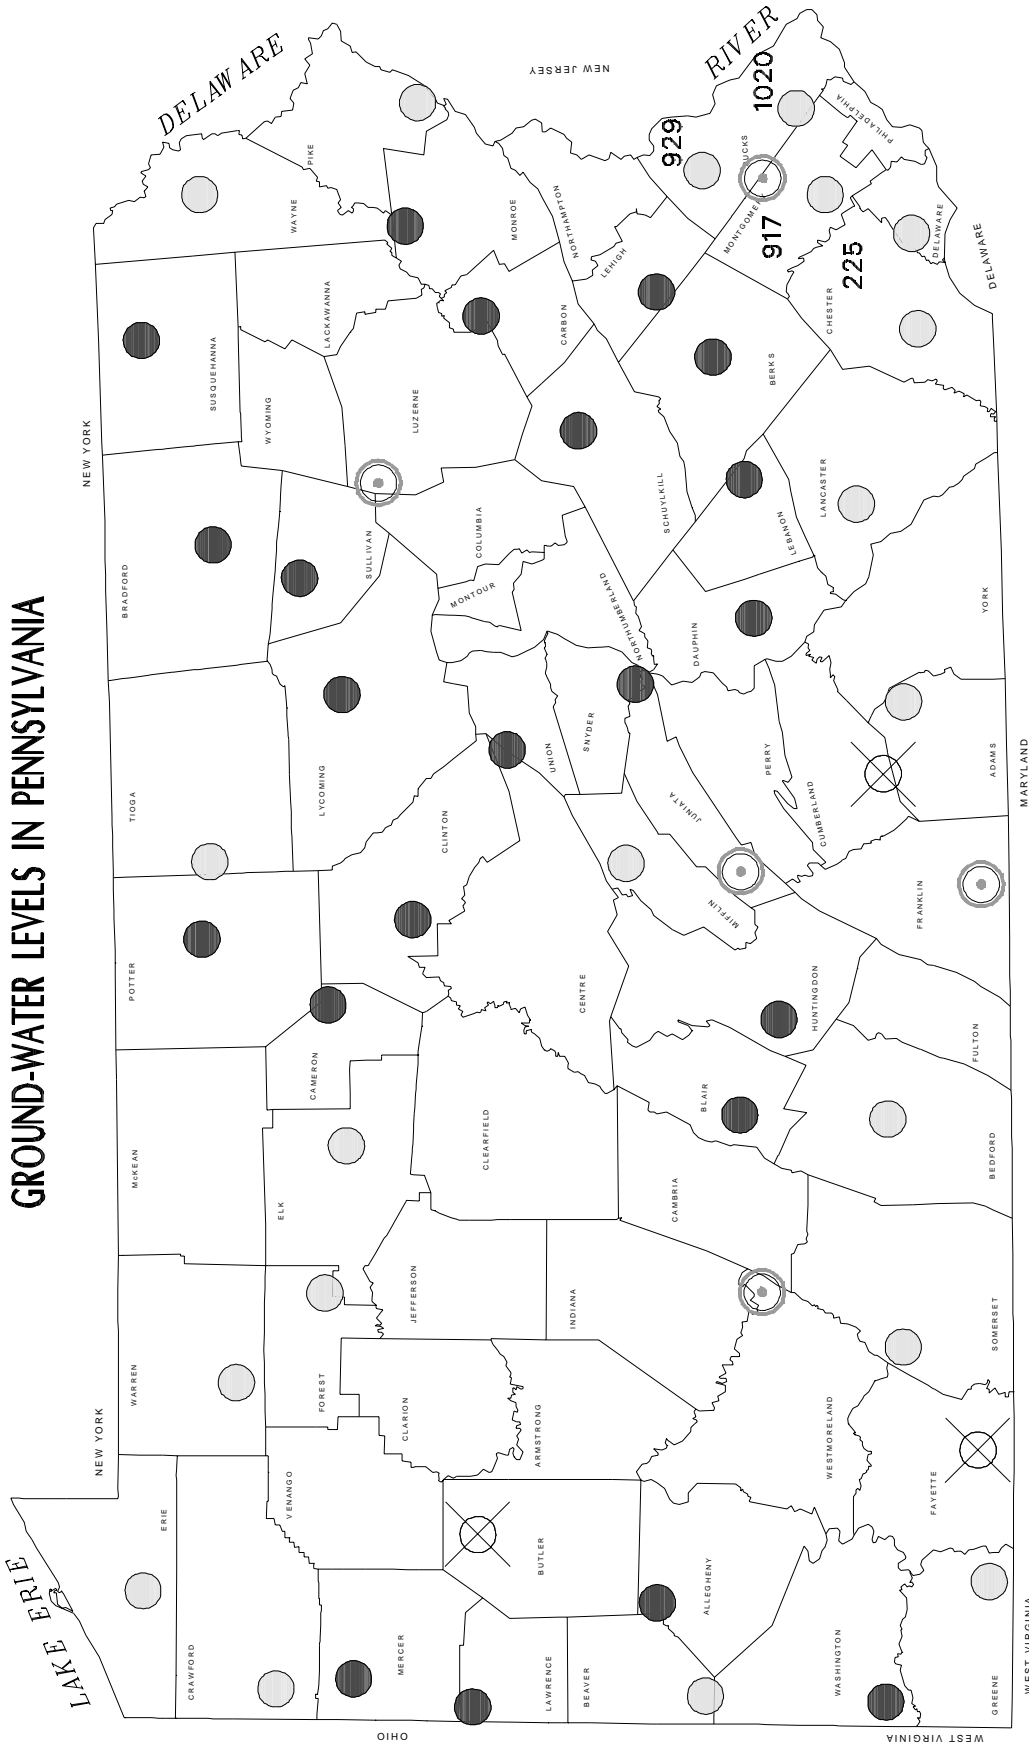 GROUND-WATER LEVELS IN PENNSYLVANIA
LAKE ERIE
NEW YORK
NEW YORK
DELAWARE
RIVER
NEW JERSEY
DELAWARE
MARYLAND
WEST VIRGINIA
WEST VIRGINIA
OHIO
ERIE
CRAWFORD
WARREN
McKEAN
POTTER
TIOGA
BRADFORD
SUSQUEHANNA
WAYNE
PIKE
WYOMING
LACKAWANNA
MERCER
VENANGO
FOREST
ELK
CAMERON
LYCOMING
SULLIVAN
LUZERNE
MONROE
CLARION
JEFFERSON
CLEARFIELD
CLINTON
COLUMBIA
MONTOUR
CARBON
NORTHAMPTON
LAWRENCE
BUTLER
ARMSTRONG
INDIANA
CENTRE
UNION
SNYDER
NORTHUMBERLAND
SCHUYLKILL
LEHIGH
BEAVER
ALLEGHENY
WESTMORELAND
CAMBRIA
BLAIR
HUNTINGDON
MIFFLIN
JUNIATA
PERRY
DAUPHIN
LEBANON
BERKS
MONTGOME
UCKS
929
1020
917
225
WASHINGTON
GREENE
FAYETTE
SOMERSET
BEDFORD
FULTON
FRANKLIN
CUMBERLAND
ADAMS
YORK
LANCASTER
CHESTER
DELAWARE
PHILADELPHIA